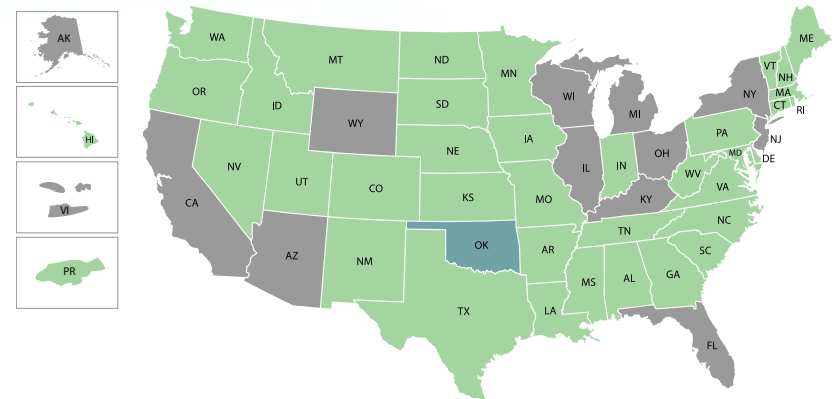 AK
HI
VI
PR
WA
OR
CA
NV
ID
MT
WY
UT
AZ
CO
NM
ND
SD
NE
KS
OK
TX
MN
IA
MO
AR
LA
WI
IL
MI
IN
OH
KY
TN
MS
AL
GA
FL
SC
NC
VA
WV
PA
NY
VT
NH
ME
MA
CT
RI
NJ
DE
MD